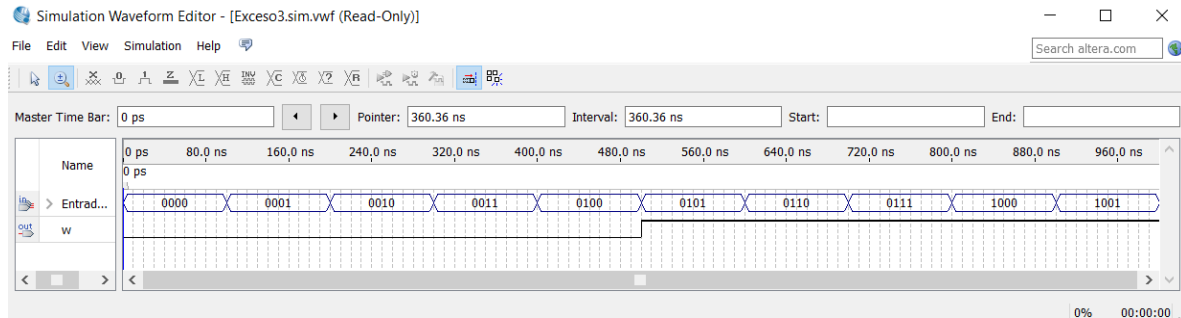 Simulation Waveform Editor - [Exceso3.sim.vwf (Read-Only)]
File Edit View Simulation Help
Search altera.com
Master Time Bar: 0 ps Pointer: 360.36 ns Interval: 360.36 ns Start: End:
Name
0 ps 80.0 ns 160.0 ns 240.0 ns 320.0 ns 400.0 ns 480.0 ns 560.0 ns 640.0 ns 720.0 ns 800.0 ns 880.0 ns 960.0 ns
0 ps
in Entrad... 0000 0001 0010 0011 0100 0101 0110 0111 1000 1001
out w
0% 00:00:00